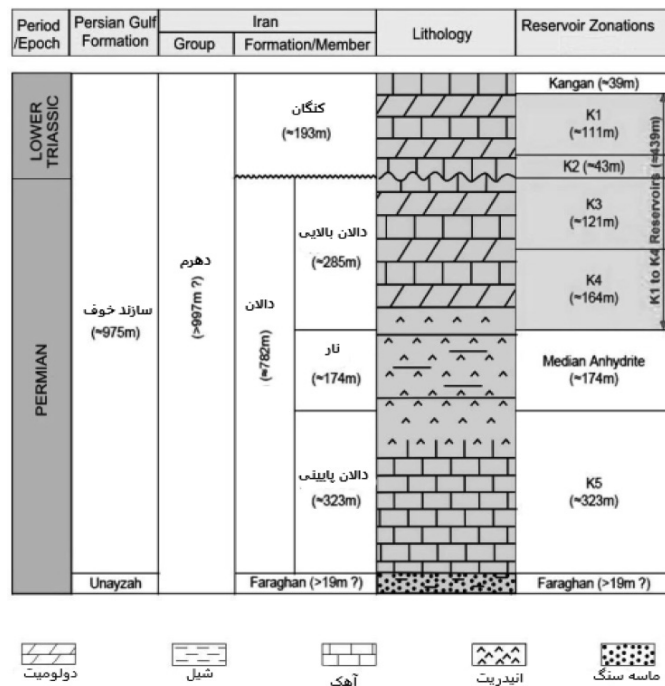 Period
/Epoch
Persian Gulf
Formation
Iran
Group
Formation/Member
Lithology
Reservoir Zonations
LOWER
TRIASSIC
PERMIAN
سازند خوف
(≈975m)
Unayzah
دهرم
(>997m ?)
کنگان
(≈193m)
دالان
(≈782m)
دالان بالایی
(≈285m)
نار
(≈174m)
دالان پایینی
(≈323m)
Faraghan (>19m ?)
Kangan (≈39m)
K1
(≈111m)
K2 (≈43m)
K3
(≈121m)
K4
(≈164m)
K1 to K4 Reservoirs (≈439m)
Median Anhydrite
(≈174m)
K5
(≈323m)
Faraghan (>19m ?)
دولومیت
شیل
آهک
انیدریت
ماسه سنگ